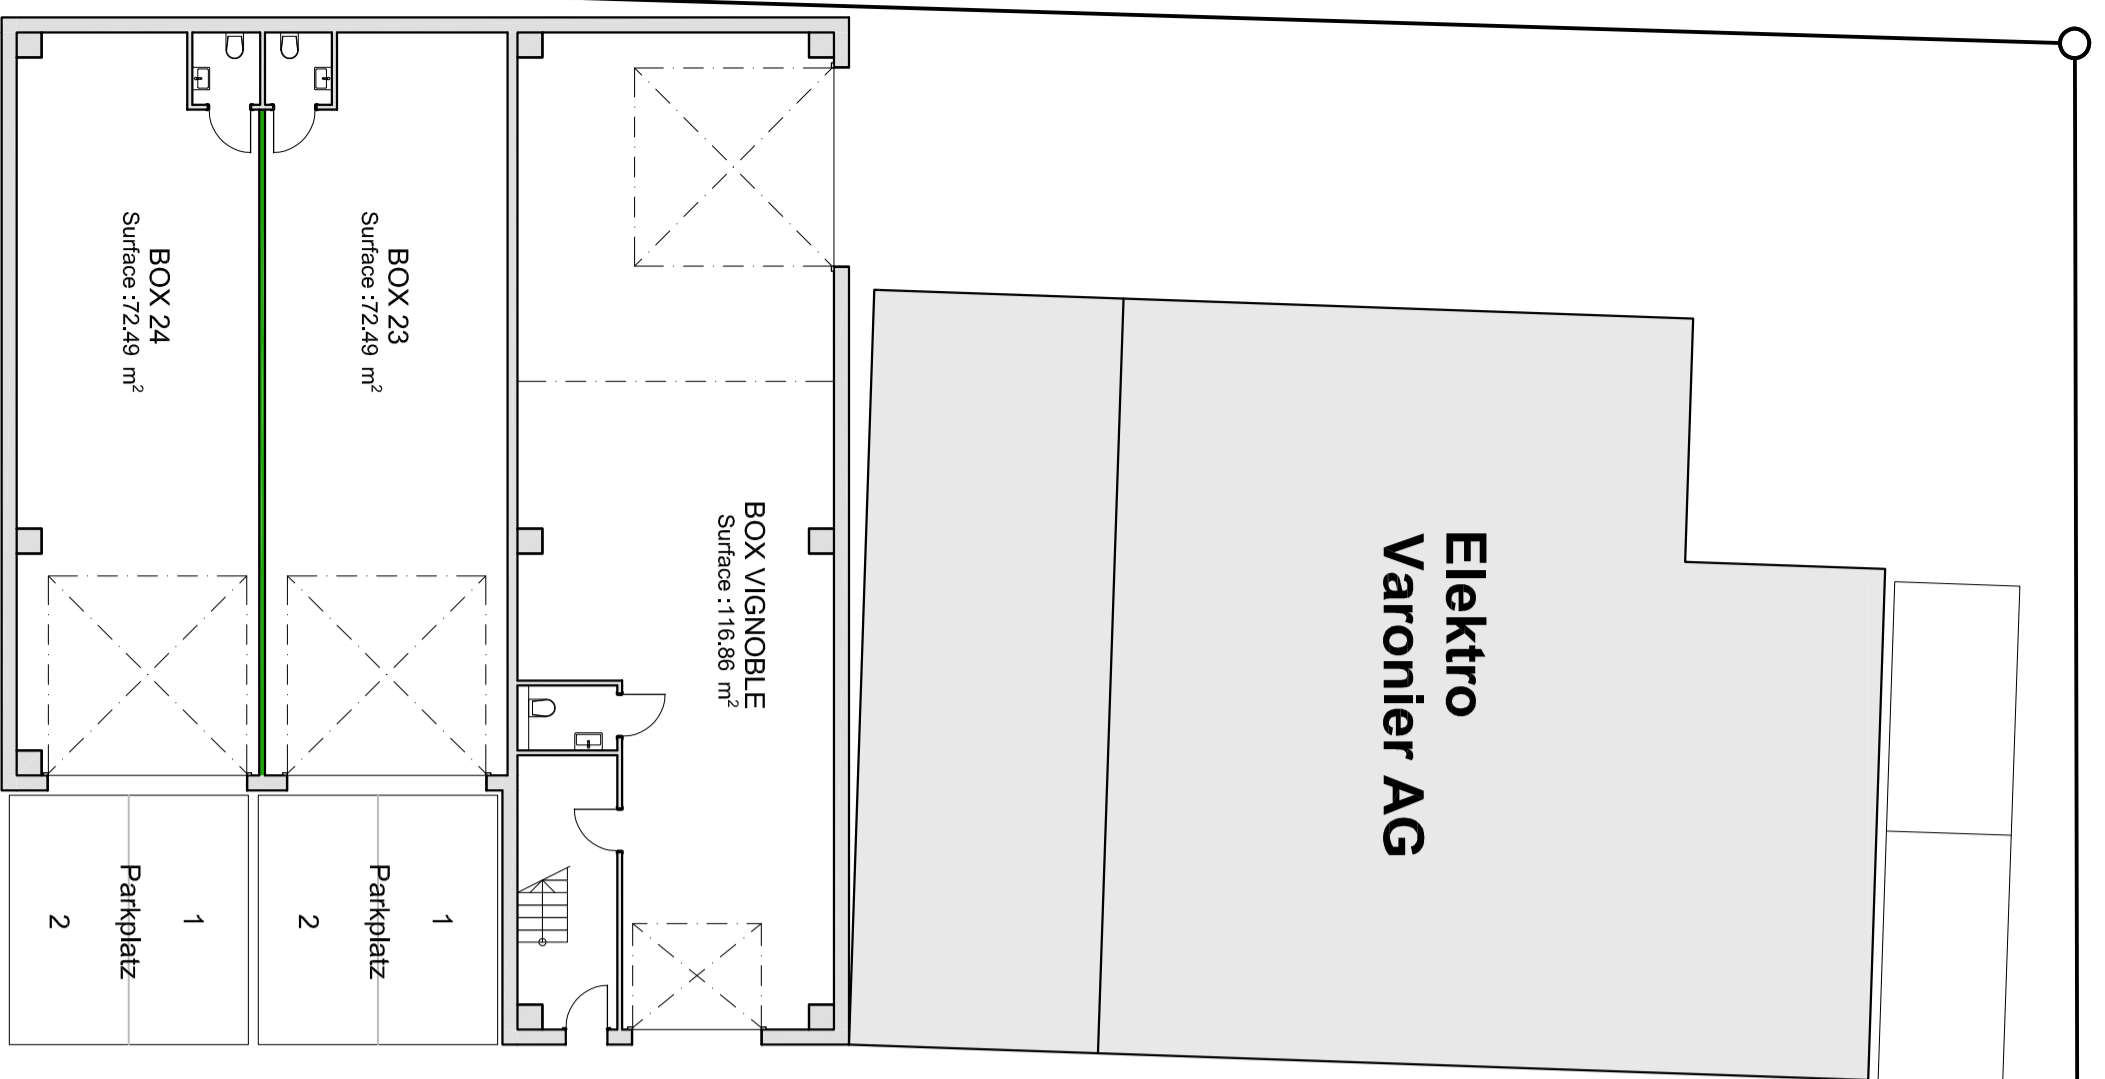 BOX 24
Surface :72.49 m²
BOX 23
Surface :72.49 m²
BOX VIGNOBLE
Surface :116.86 m²
Elektro
Varonier AG
1
Parkplatz
2
1
Parkplatz
2